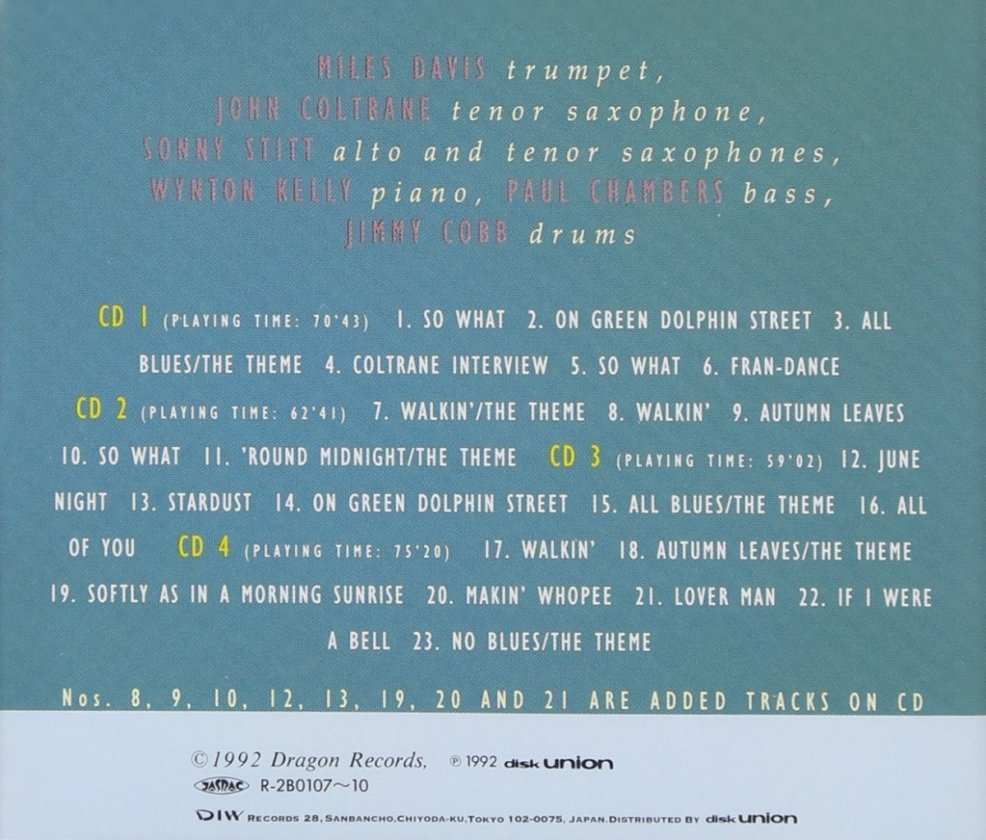 MILES DAVIS trumpet,
JOHN COLTRANE tenor saxophone,
SONNY STITT alto and tenor saxophones,
WYNTON KELLY piano, PAUL CHAMBERS bass,
JIMMY COBB drums
CD 1 (PLAYING TIME: 70'43) 1. SO WHAT 2. ON GREEN DOLPHIN STREET 3. ALL
BLUES/THE THEME 4. COLTRANE INTERVIEW 5. SO WHAT 6. FRAN-DANCE
CD 2 (PLAYING TIME: 62'41) 7. WALKIN'/THE THEME 8. WALKIN' 9. AUTUMN LEAVES
10. SO WHAT 11. 'ROUND MIDNIGHT/THE THEME CD 3 (PLAYING TIME: 59'02) 12. JUNE
NIGHT 13. STARDUST 14. ON GREEN DOLPHIN STREET 15. ALL BLUES/THE THEME 16. ALL
OF YOU CD 4 (PLAYING TIME: 75'20) 17. WALKIN' 18. AUTUMN LEAVES/THE THEME
19. SOFTLY AS IN A MORNING SUNRISE 20. MAKIN' WHOPEE 21. LOVER MAN 22. IF I WERE
A BELL 23. NO BLUES/THE THEME
Nos. 8, 9, 10, 12, 13, 19, 20 AND 21 ARE ADDED TRACKS ON CD
©1992 Dragon Records, ℗1992 disk union
JASRAC R-2B0107～10
DIW RECORDS 28, SANBANCHO, CHIYODA-KU, TOKYO 102-0075, JAPAN. DISTRIBUTED BY disk union